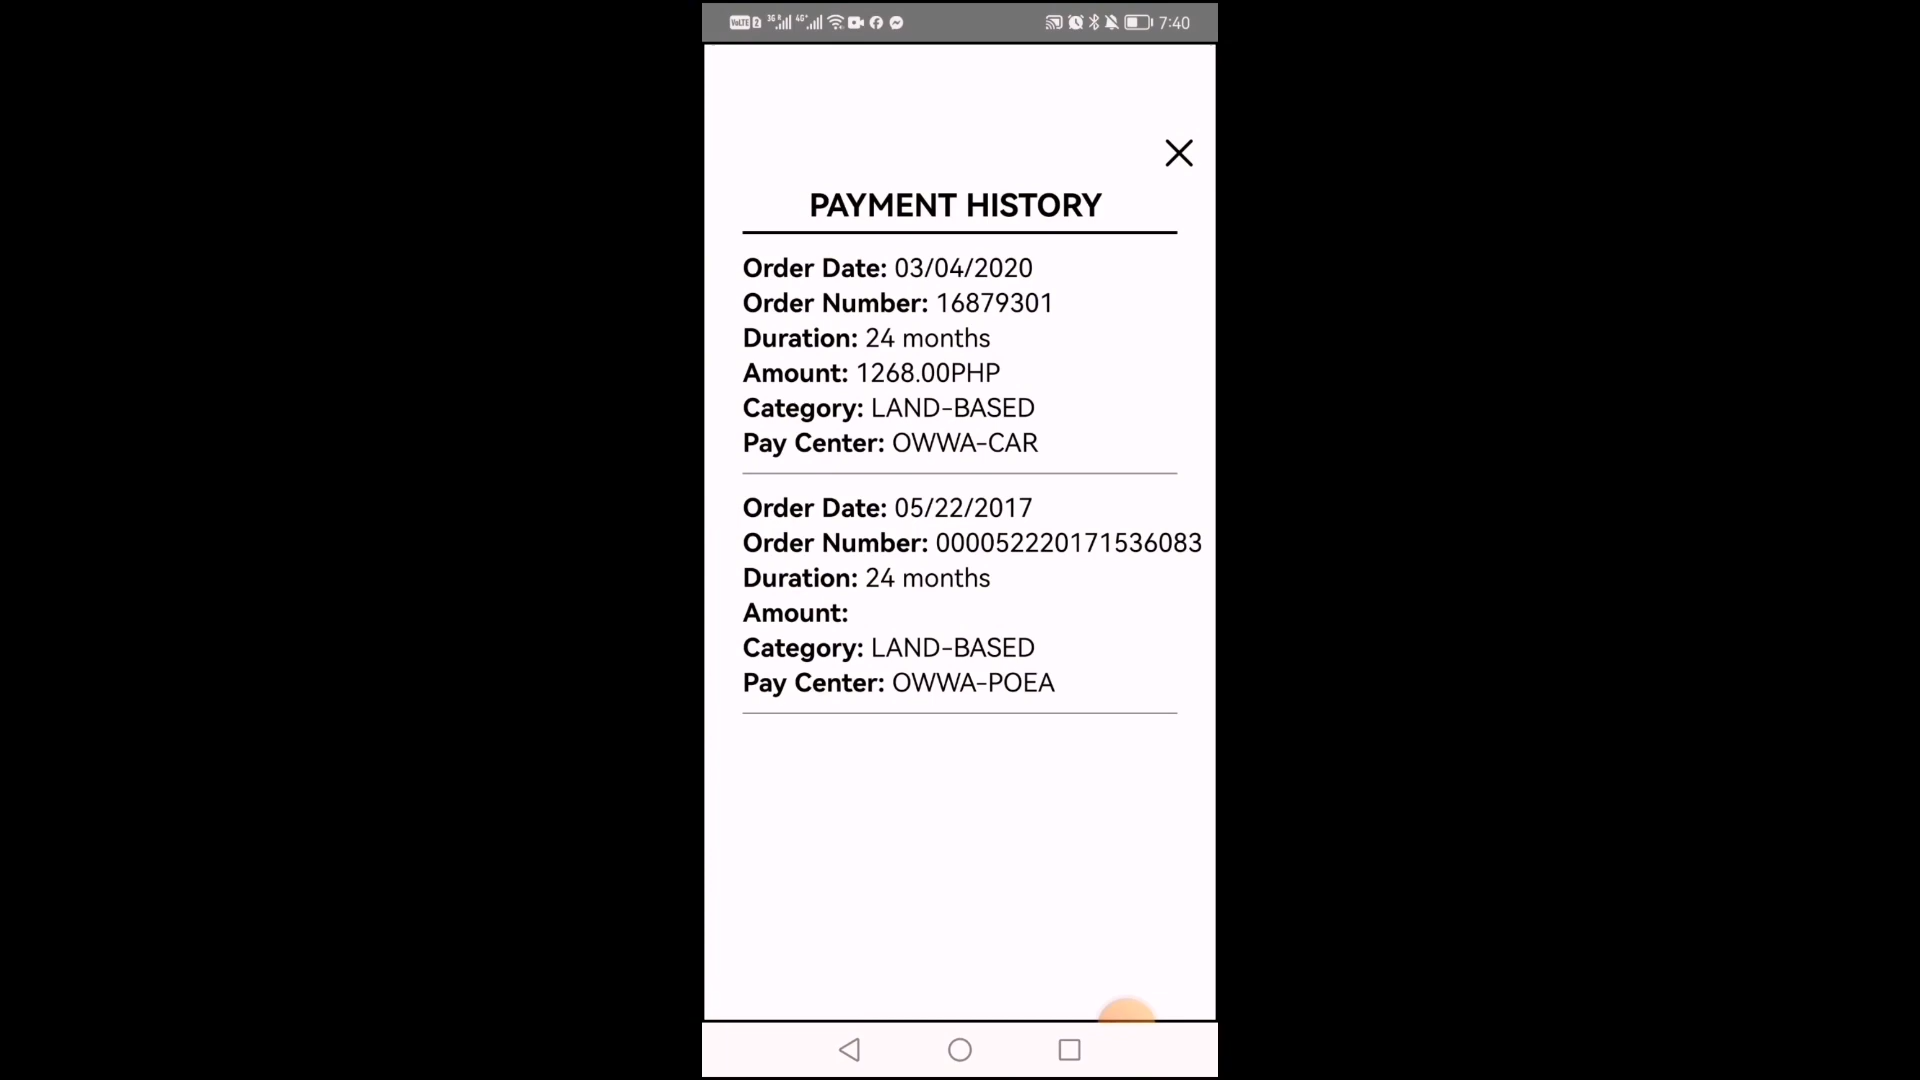 7:40
PAYMENT HISTORY
Order Date: 03/04/2020
Order Number: 16879301
Duration: 24 months
Amount: 1268.00PHP
Category: LAND-BASED
Pay Center: OWWA-CAR
Order Date: 05/22/2017
Order Number: 000052220171536083
Duration: 24 months
Amount:
Category: LAND-BASED
Pay Center: OWWA-POEA